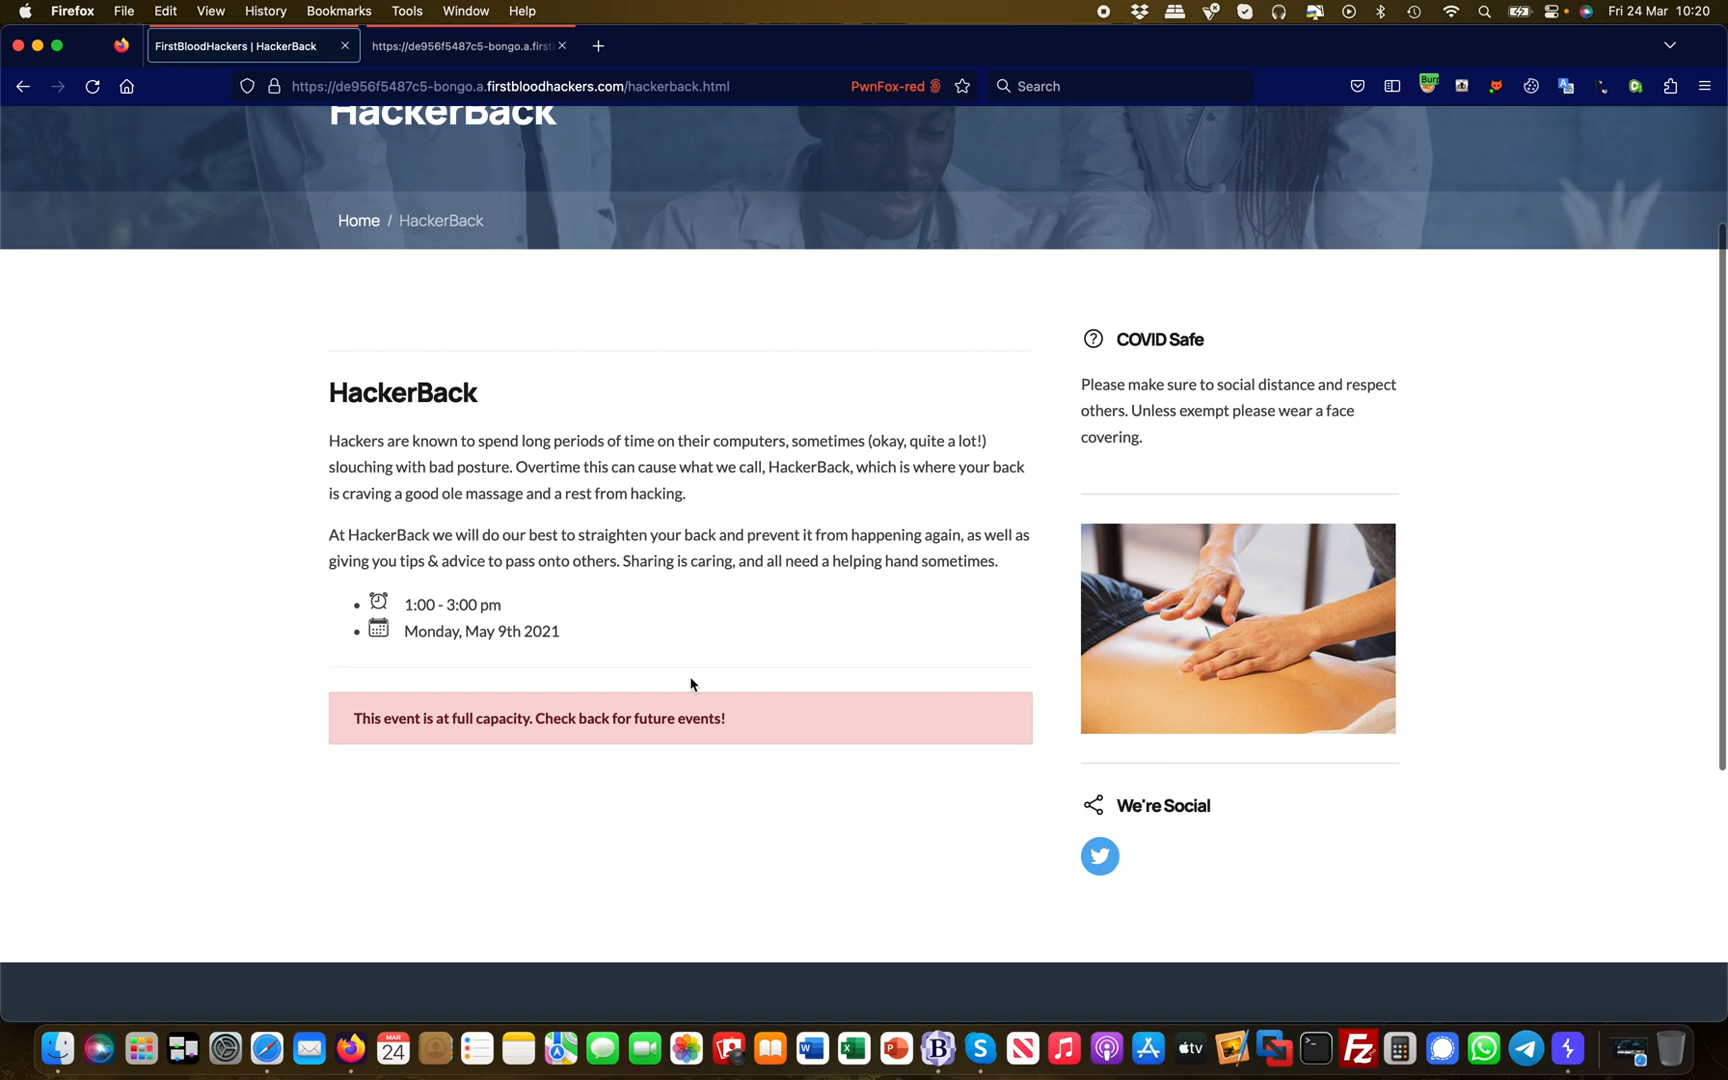 Firefox File Edit View History Bookmarks Tools Window Help Fri 24 Mar 10:20
FirstBloodHackers | HackerBack https://de956f5487c5-bongo.a.first
https://de956f5487c5-bongo.a.firstbloodhackers.com/hackerback.html PwnFox-red Search Burp
HackerBack
Home / HackerBack
HackerBack
Hackers are known to spend long periods of time on their computers, sometimes (okay, quite a lot!)
slouching with bad posture. Overtime this can cause what we call, HackerBack, which is where your back
is craving a good ole massage and a rest from hacking.
At HackerBack we will do our best to straighten your back and prevent it from happening again, as well as
giving you tips & advice to pass onto others. Sharing is caring, and all need a helping hand sometimes.
1:00 - 3:00 pm
Monday, May 9th 2021
This event is at full capacity. Check back for future events!
COVID Safe
Please make sure to social distance and respect
others. Unless exempt please wear a face
covering.
We're Social
MAR
24
tv